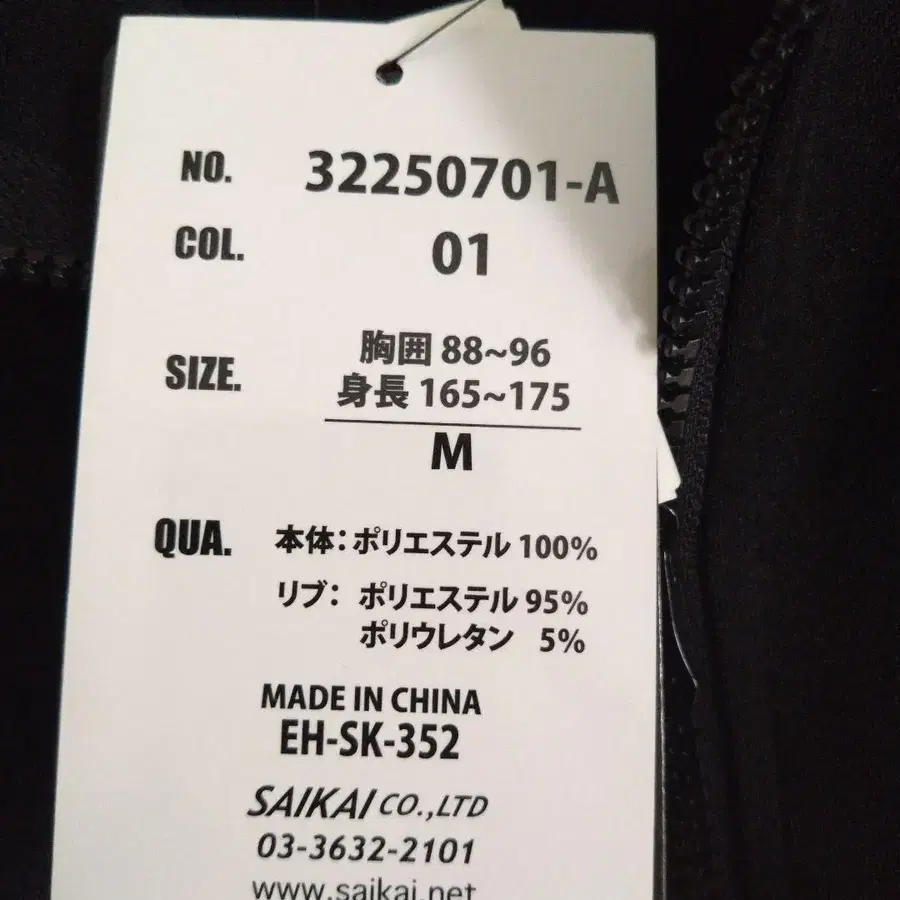 NO. 32250701-A
COL. 01
SIZE. 胸囲 88~96
身長 165~175
M
QUA. 本体：ポリエステル 100%
リブ： ポリエステル 95%
ポリウレタン 5%
MADE IN CHINA
EH-SK-352
SAIKAI CO.,LTD
03-3632-2101
www.saikai.net